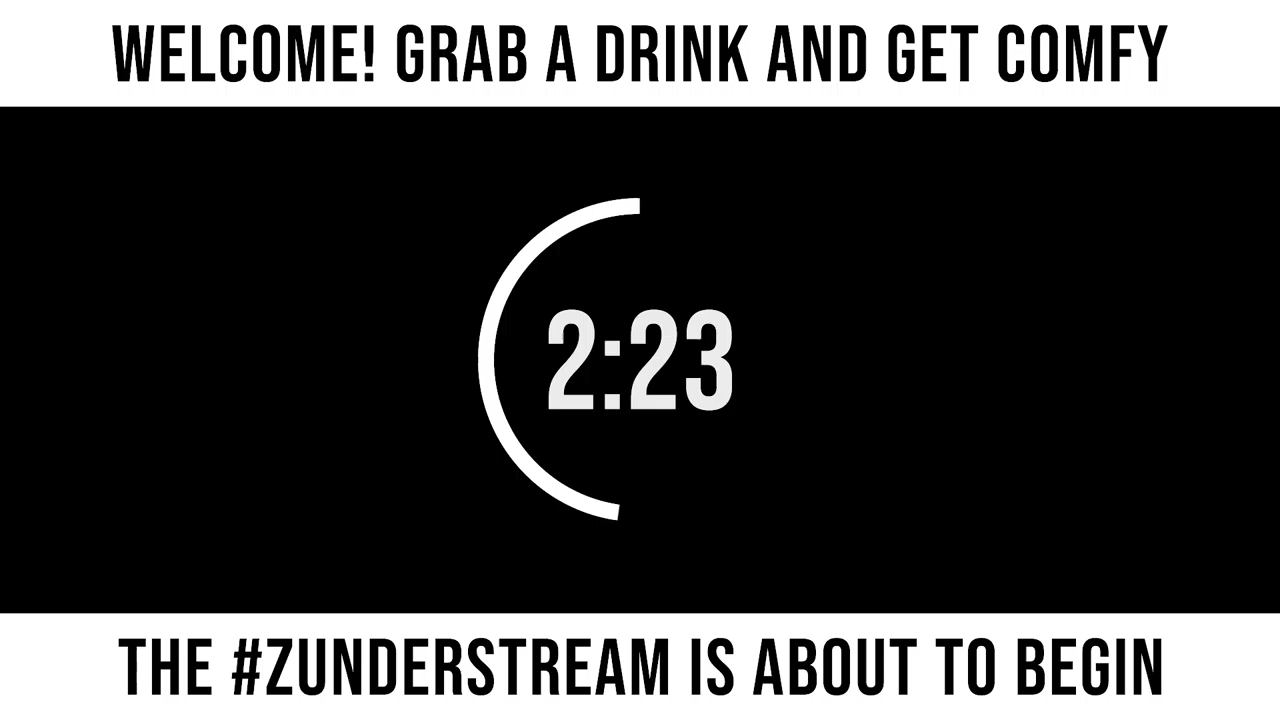 WELCOME! GRAB A DRINK AND GET COMFY
2:23
THE #ZUNDERSTREAM IS ABOUT TO BEGIN